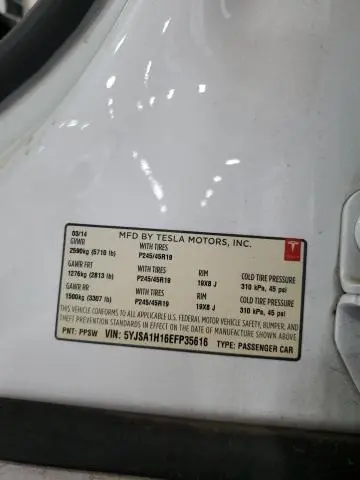 03/14 MFD BY TESLA MOTORS, INC.
GVWR WITH TIRES
2590kg (5710 lb) P245/45R19
GAWR FRT WITH TIRES RIM COLD TIRE PRESSURE
1276kg (2813 lb) P245/45R19 19X8 J 310 kPa, 45 psi
GAWR RR WITH TIRES RIM COLD TIRE PRESSURE
1500kg (3307 lb) P245/45R19 19X8 J 310 kPa, 45 psi
THIS VEHICLE CONFORMS TO ALL APPLICABLE U.S. FEDERAL MOTOR VEHICLE SAFETY, BUMPER, AND
THEFT PREVENTION STANDARDS IN EFFECT ON THE DATE OF MANUFACTURE SHOWN ABOVE
PNT: PPSW VIN: 5YJSA1H16EFP35616 TYPE: PASSENGER CAR